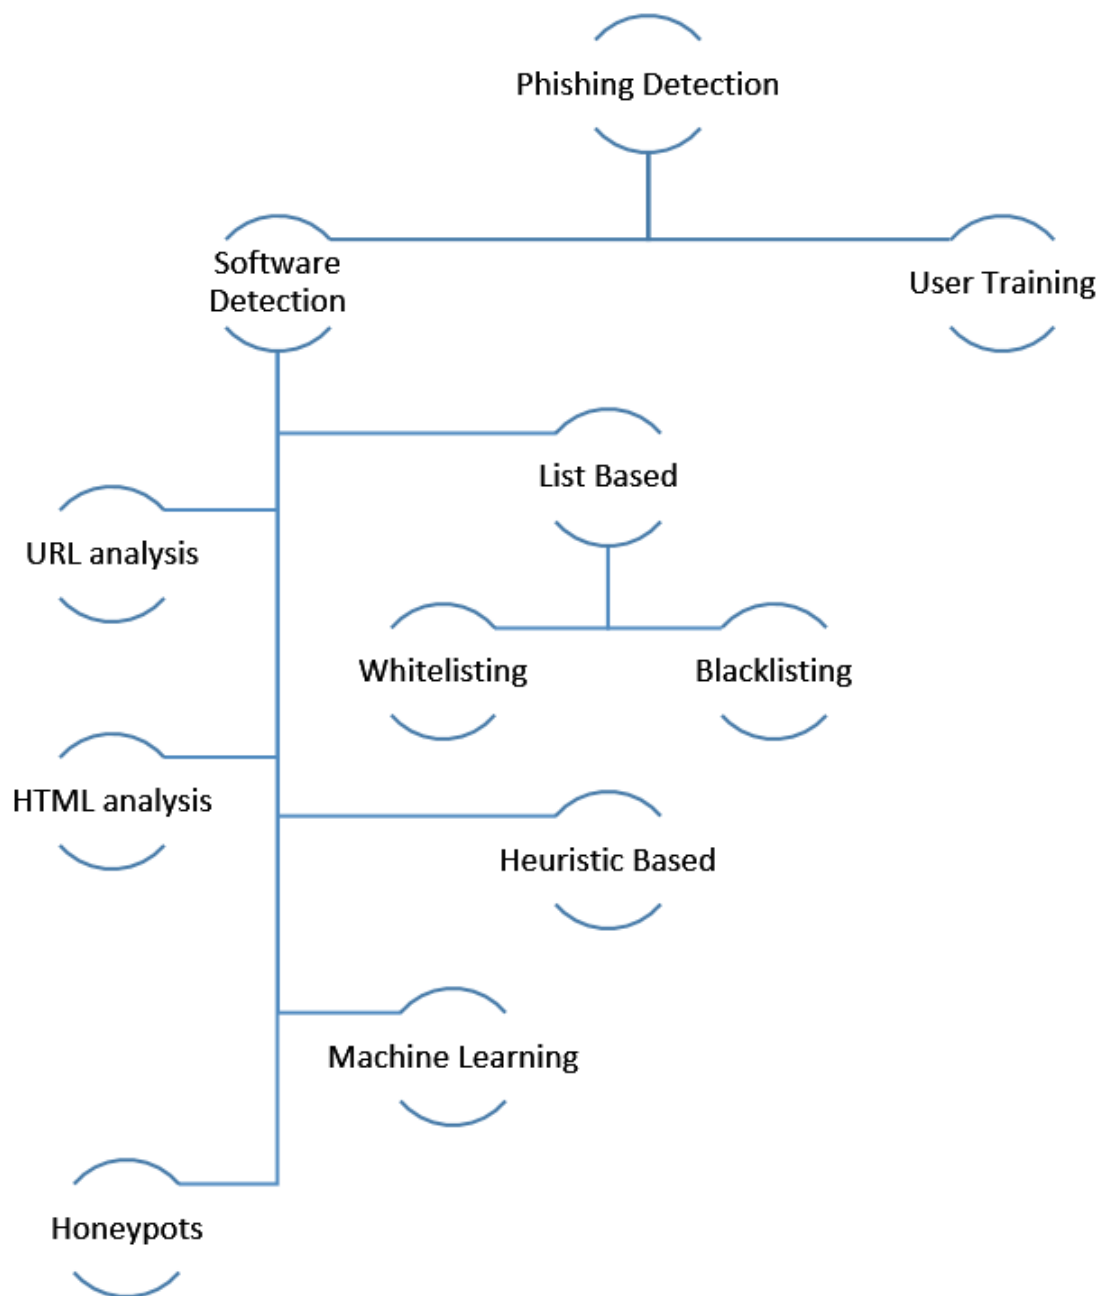 Phishing Detection
Software
Detection
User Training
List Based
URL analysis
Whitelisting
Blacklisting
HTML analysis
Heuristic Based
Machine Learning
Honeypots